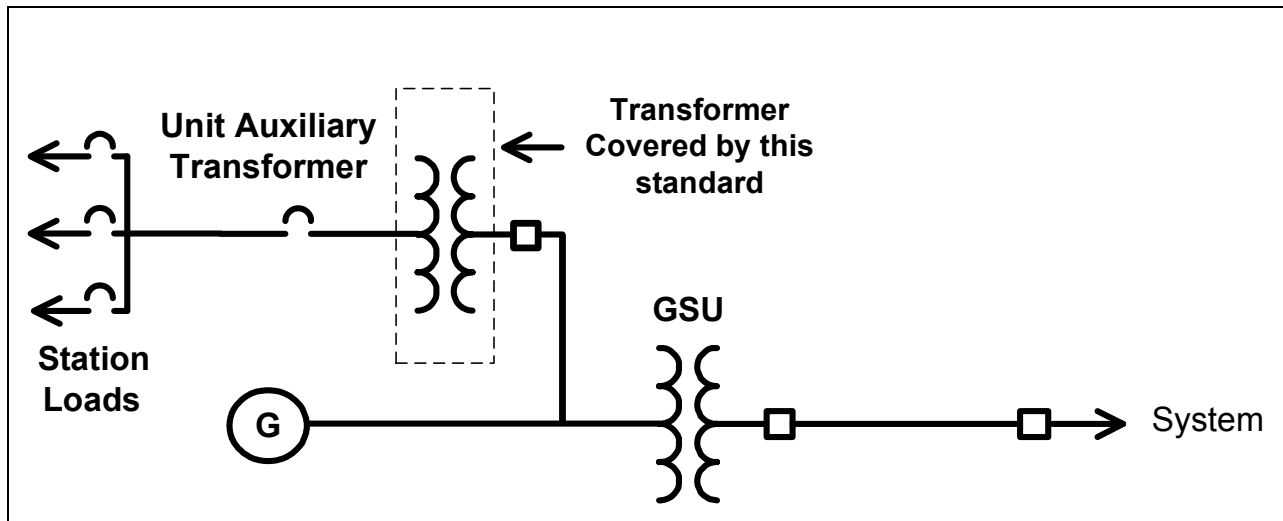 Unit Auxiliary
Transformer
Transformer
Covered by this
standard
Station
Loads
GSU
G
System